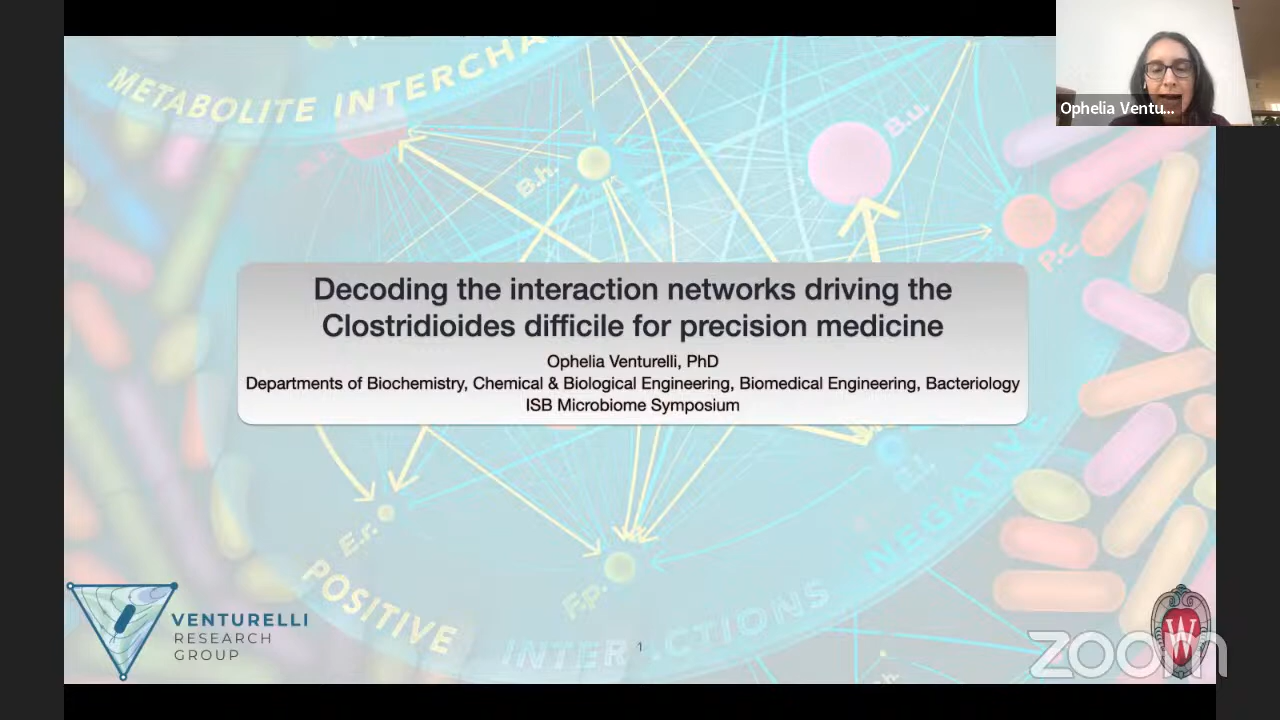 METABOLITE INTERCHA
Ophelia Ventu...
B.h.
B.u.
P.c.
Decoding the interaction networks driving the
Clostridioides difficile for precision medicine
Ophelia Venturelli, PhD
Departments of Biochemistry, Chemical & Biological Engineering, Biomedical Engineering, Bacteriology
ISB Microbiome Symposium
E.r.
F.p.
POSITIVE INTERACTIONS NEGATIVE
VENTURELLI
RESEARCH
GROUP
1
W
zoom